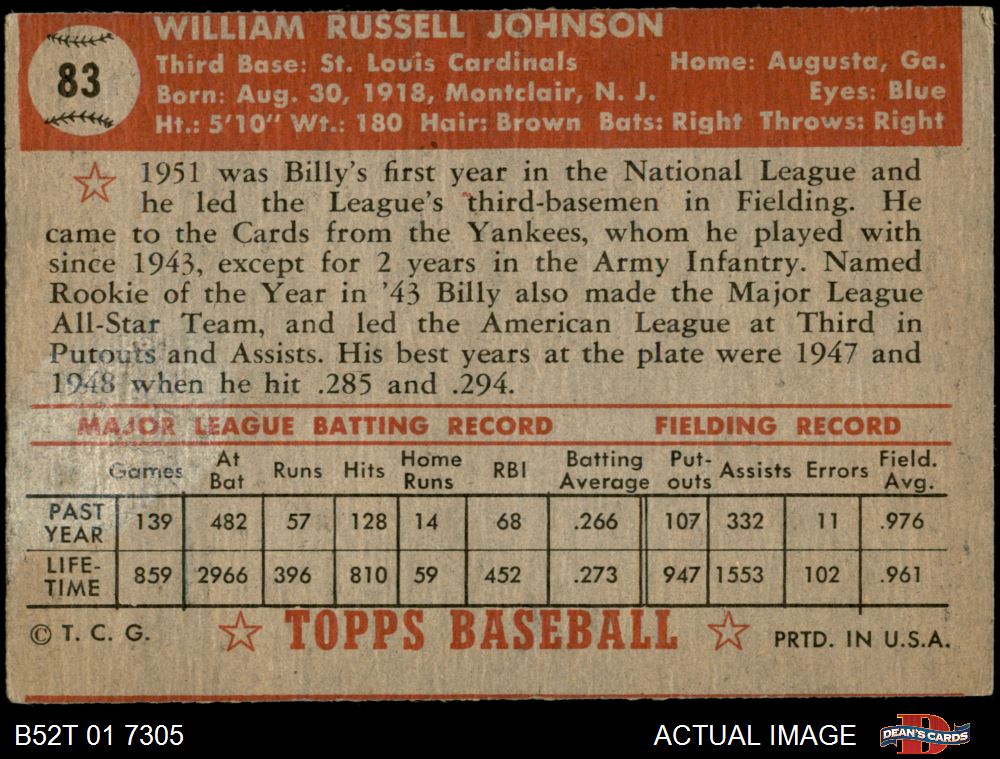 WILLIAM RUSSELL JOHNSON
83
Third Base: St. Louis Cardinals Home: Augusta, Ga.
Born: Aug. 30, 1918, Montclair, N. J. Eyes: Blue
Ht.: 5'10" Wt.: 180 Hair: Brown Bats: Right Throws: Right
1951 was Billy's first year in the National League and
he led the League's third-basemen in Fielding. He
came to the Cards from the Yankees, whom he played with
since 1943, except for 2 years in the Army Infantry. Named
Rookie of the Year in '43 Billy also made the Major League
All-Star Team, and led the American League at Third in
Putouts and Assists. His best years at the plate were 1947 and
1948 when he hit .285 and .294.
MAJOR LEAGUE BATTING RECORD FIELDING RECORD
Games At Bat Runs Hits Home Runs RBI Batting Average Put-outs Assists Errors Field. Avg.
PAST YEAR 139 482 57 128 14 68 .266 107 332 11 .976
LIFE-TIME 859 2966 396 810 59 452 .273 947 1553 102 .961
© T. C. G. TOPPS BASEBALL PRTD. IN U.S.A.
B52T 01 7305 ACTUAL IMAGE DEAN'S CARDS